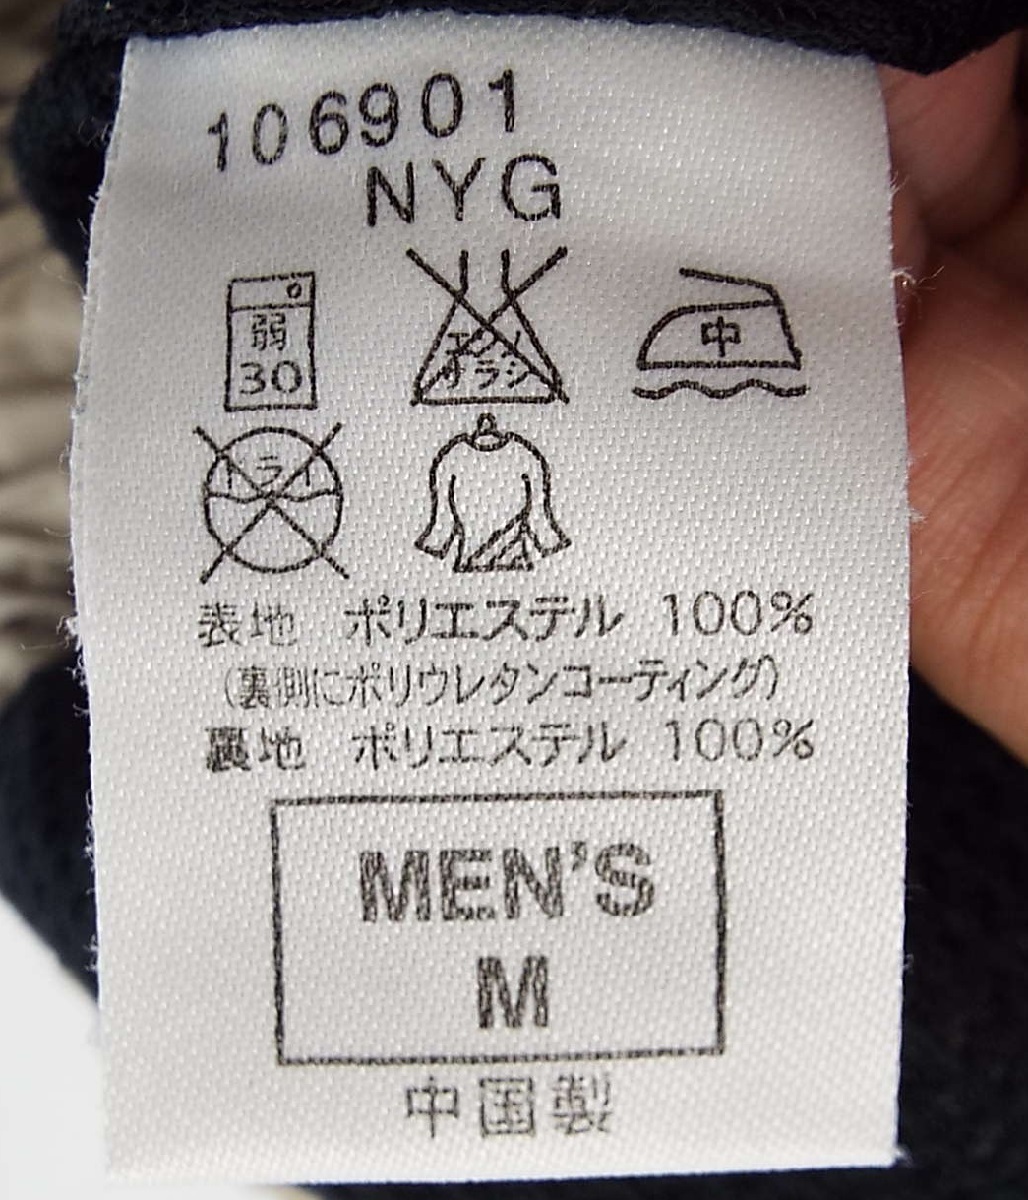 106901
NYG
弱
30
エンソ
サラシ
中
ドライ
表地 ポリエステル 100%
(裏側にポリウレタンコーティング)
裏地 ポリエステル 100%
MEN'S
M
中国製